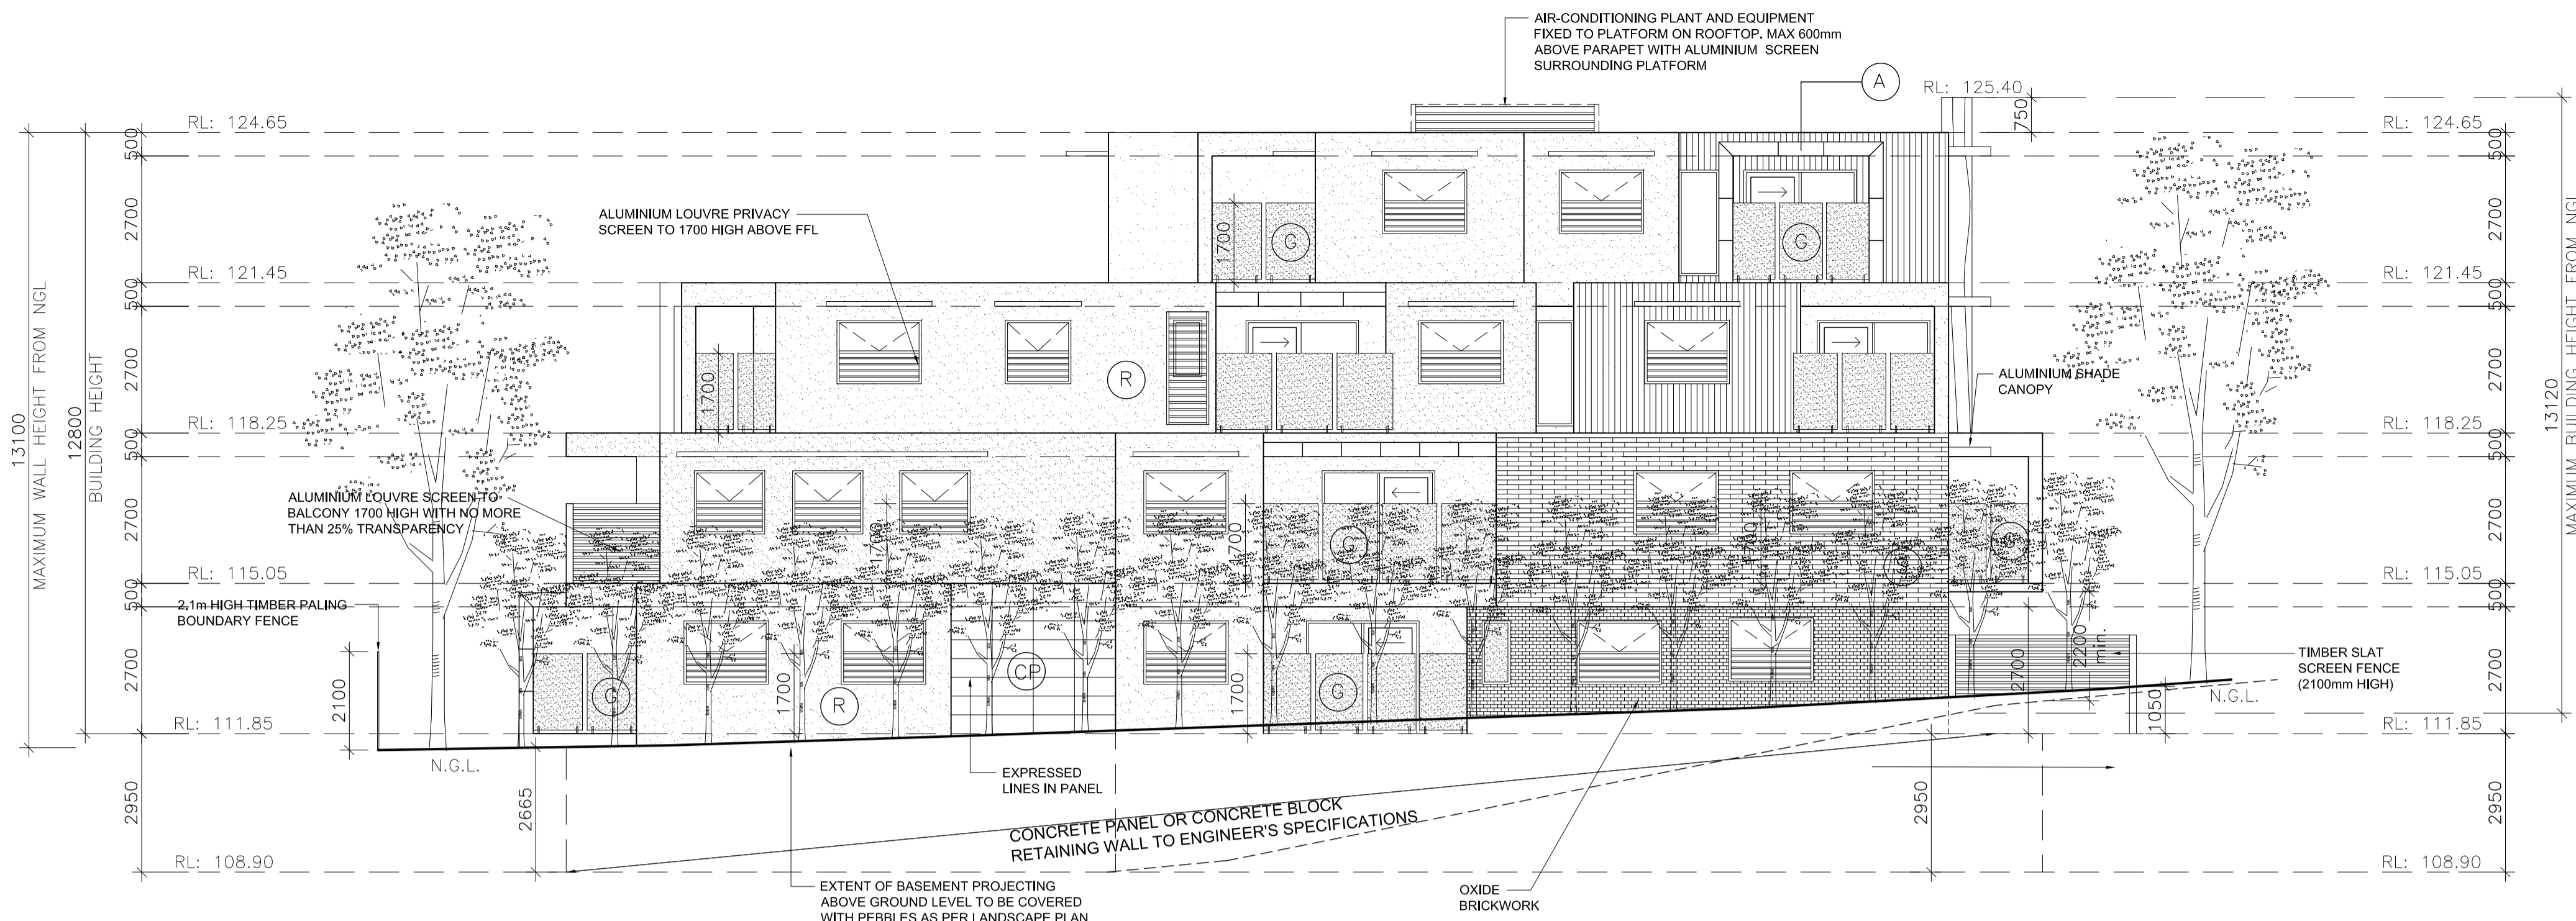 AIR-CONDITIONING PLANT AND EQUIPMENT
FIXED TO PLATFORM ON ROOFTOP. MAX 600mm
ABOVE PARAPET WITH ALUMINIUM SCREEN
SURROUNDING PLATFORM
A
RL: 125.40
750
RL: 124.65
RL: 124.65
500
500
2700
2700
ALUMINIUM LOUVRE PRIVACY
SCREEN TO 1700 HIGH ABOVE FFL
1700
G
G
RL: 121.45
RL: 121.45
500
500
2700
2700
1700
R
ALUMINIUM SHADE
CANOPY
RL: 118.25
RL: 118.25
500
500
13100
MAXIMUM WALL HEIGHT FROM NGL
12800
BUILDING HEIGHT
13120
MAXIMUM BUILDING HEIGHT FROM NGL
ALUMINIUM LOUVRE SCREEN TO
BALCONY 1700 HIGH WITH NO MORE
THAN 25% TRANSPARENCY
2700
2700
1700
1700
RL: 115.05
RL: 115.05
500
500
2.1m HIGH TIMBER PALING
BOUNDARY FENCE
2700
2700
2100
G
1700
R
CP
1700
G
2700
2200
min.
1050
TIMBER SLAT
SCREEN FENCE
(2100mm HIGH)
N.G.L.
RL: 111.85
RL: 111.85
N.G.L.
2950
2665
EXPRESSED
LINES IN PANEL
CONCRETE PANEL OR CONCRETE BLOCK
RETAINING WALL TO ENGINEER'S SPECIFICATIONS
2950
2950
RL: 108.90
RL: 108.90
EXTENT OF BASEMENT PROJECTING
ABOVE GROUND LEVEL TO BE COVERED
WITH PEBBLES AS PER LANDSCAPE PLAN
OXIDE
BRICKWORK